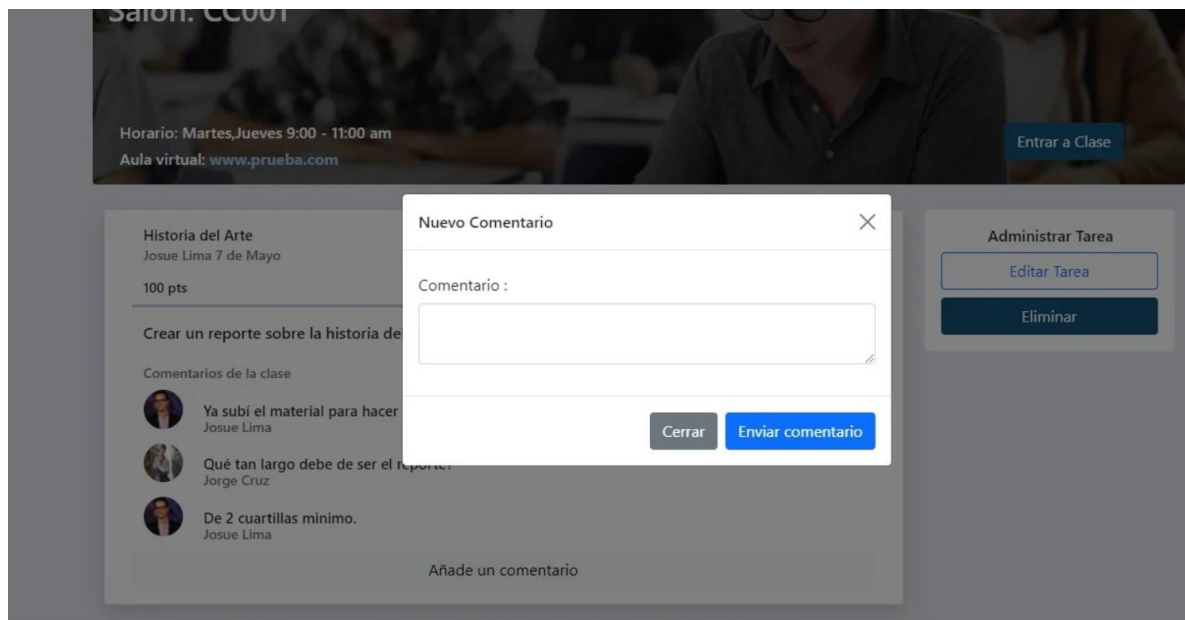 Salón: CC001
Horario: Martes,Jueves 9:00 - 11:00 am
Aula virtual: www.prueba.com
Entrar a Clase
Historia del Arte
Josue Lima 7 de Mayo
100 pts
Crear un reporte sobre la historia
Comentarios de la clase
Ya subí el material para hacer
Josue Lima
Qué tan largo debe de ser el reporte?
Jorge Cruz
De 2 cuartillas minimo.
Josue Lima
Añade un comentario
Nuevo Comentario
Comentario :
Cerrar
Enviar comentario
Administrar Tarea
Editar Tarea
Eliminar